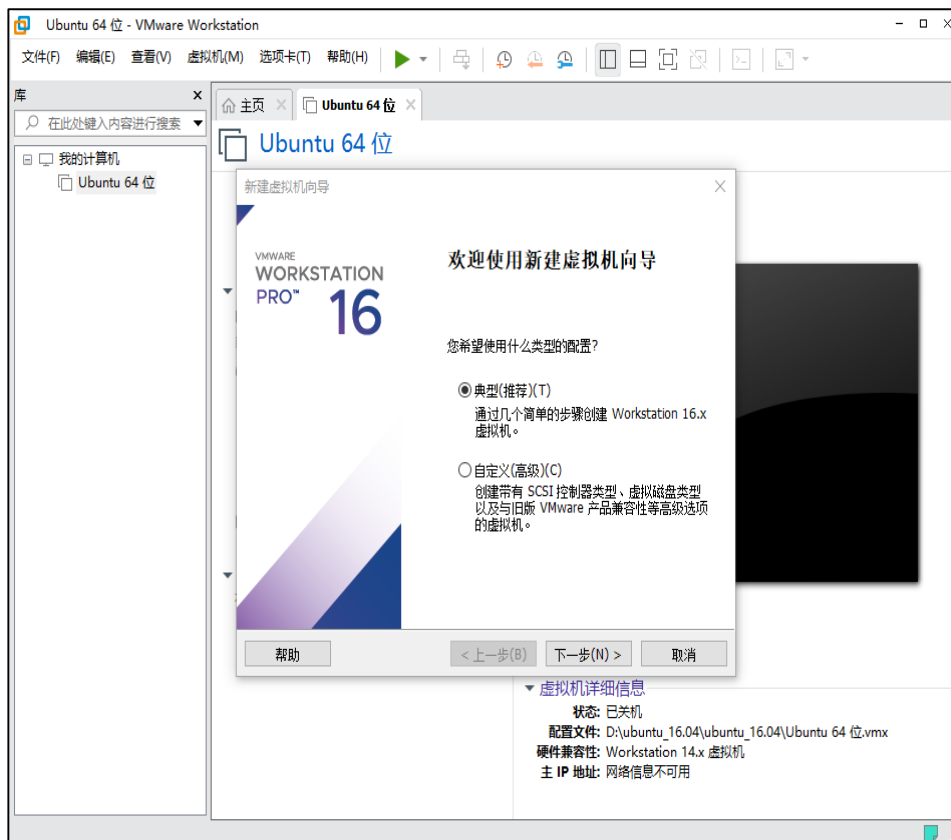 Ubuntu 64 位 - VMware Workstation
文件(F) 编辑(E) 查看(V) 虚拟机(M) 选项卡(T) 帮助(H)
库
在此处键入内容进行搜索
我的计算机
Ubuntu 64 位
主页
Ubuntu 64 位
Ubuntu 64 位
新建虚拟机向导
VMWARE
WORKSTATION
PRO™ 16
欢迎使用新建虚拟机向导
您希望使用什么类型的配置?
典型(推荐)(T)
通过几个简单的步骤创建 Workstation 16.x
虚拟机。
自定义(高级)(C)
创建带有 SCSI 控制器类型、虚拟磁盘类型
以及与旧版 VMware 产品兼容性等高级选项
的虚拟机。
帮助
< 上一步(B)
下一步(N) >
取消
虚拟机详细信息
状态: 已关机
配置文件: D:\ubuntu_16.04\ubuntu_16.04\Ubuntu 64 位.vmx
硬件兼容性: Workstation 14.x 虚拟机
主 IP 地址: 网络信息不可用